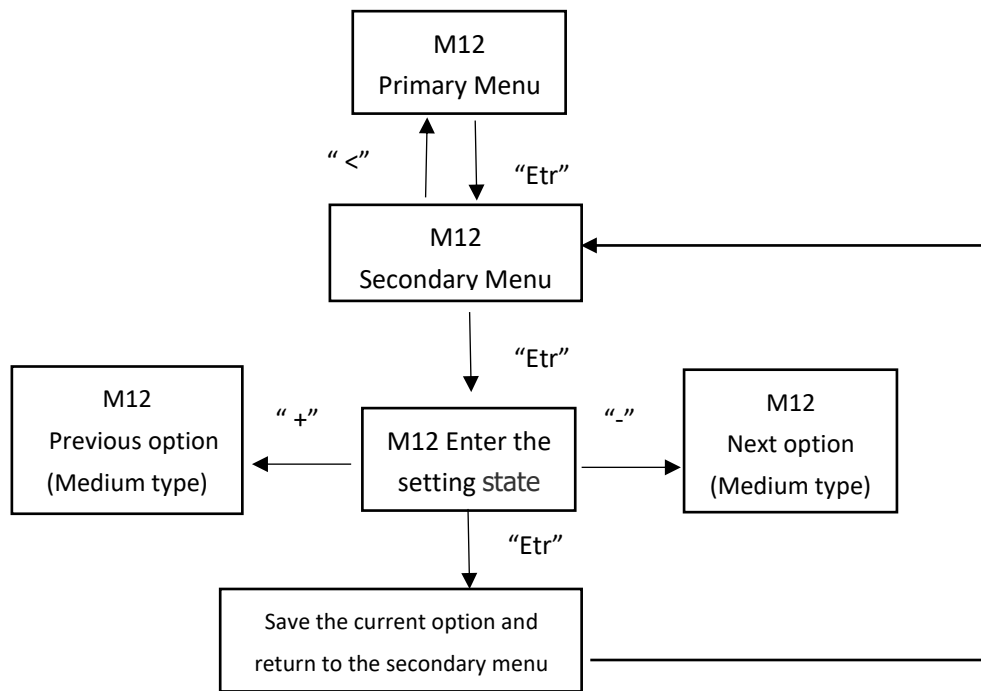 M12
Primary Menu
“ <”
“Etr”
M12
Secondary Menu
“Etr”
M12
Previous option
(Medium type)
“ +”
M12 Enter the
setting state
“-”
M12
Next option
(Medium type)
“Etr”
Save the current option and
return to the secondary menu